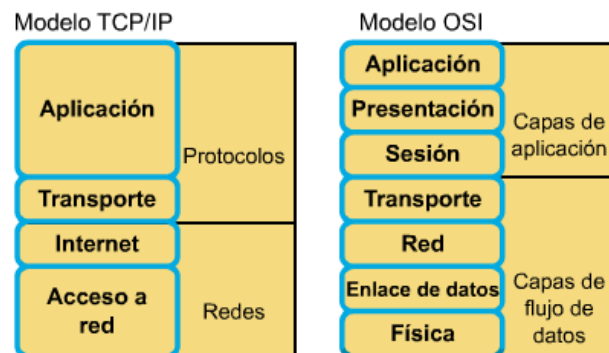 Modelo TCP/IP
Aplicación
Transporte
Internet
Acceso a
red
Protocolos
Redes
Modelo OSI
Aplicación
Presentación
Sesión
Transporte
Red
Enlace de datos
Física
Capas de
aplicación
Capas de
flujo de
datos